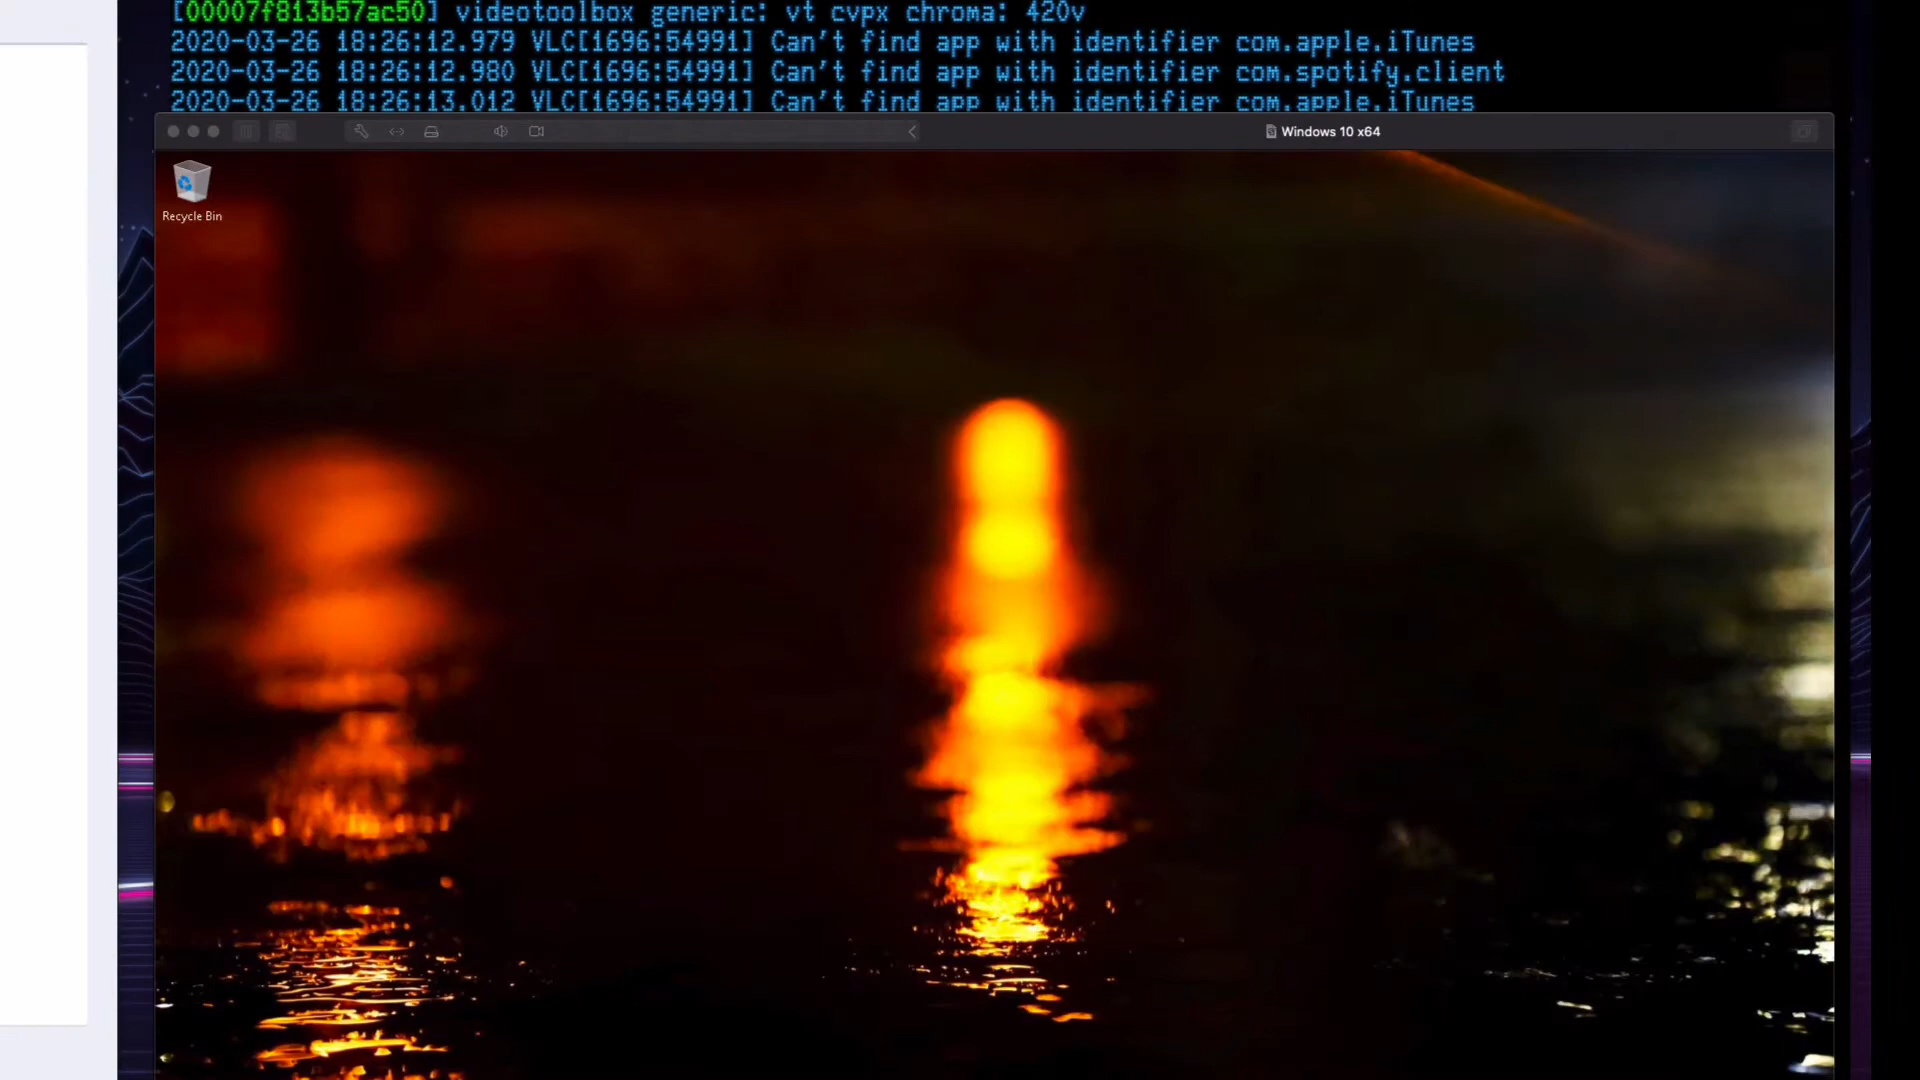 [00007f813b57ac50] videotoolbox generic: vt cvpx chroma: 420v
2020-03-26 18:26:12.979 VLC[1696:54991] Can't find app with identifier com.apple.iTunes
2020-03-26 18:26:12.980 VLC[1696:54991] Can't find app with identifier com.spotify.client
2020-03-26 18:26:13.012 VLC[1696:54991] Can't find app with identifier com.apple.iTunes
Windows 10 x64
Recycle Bin